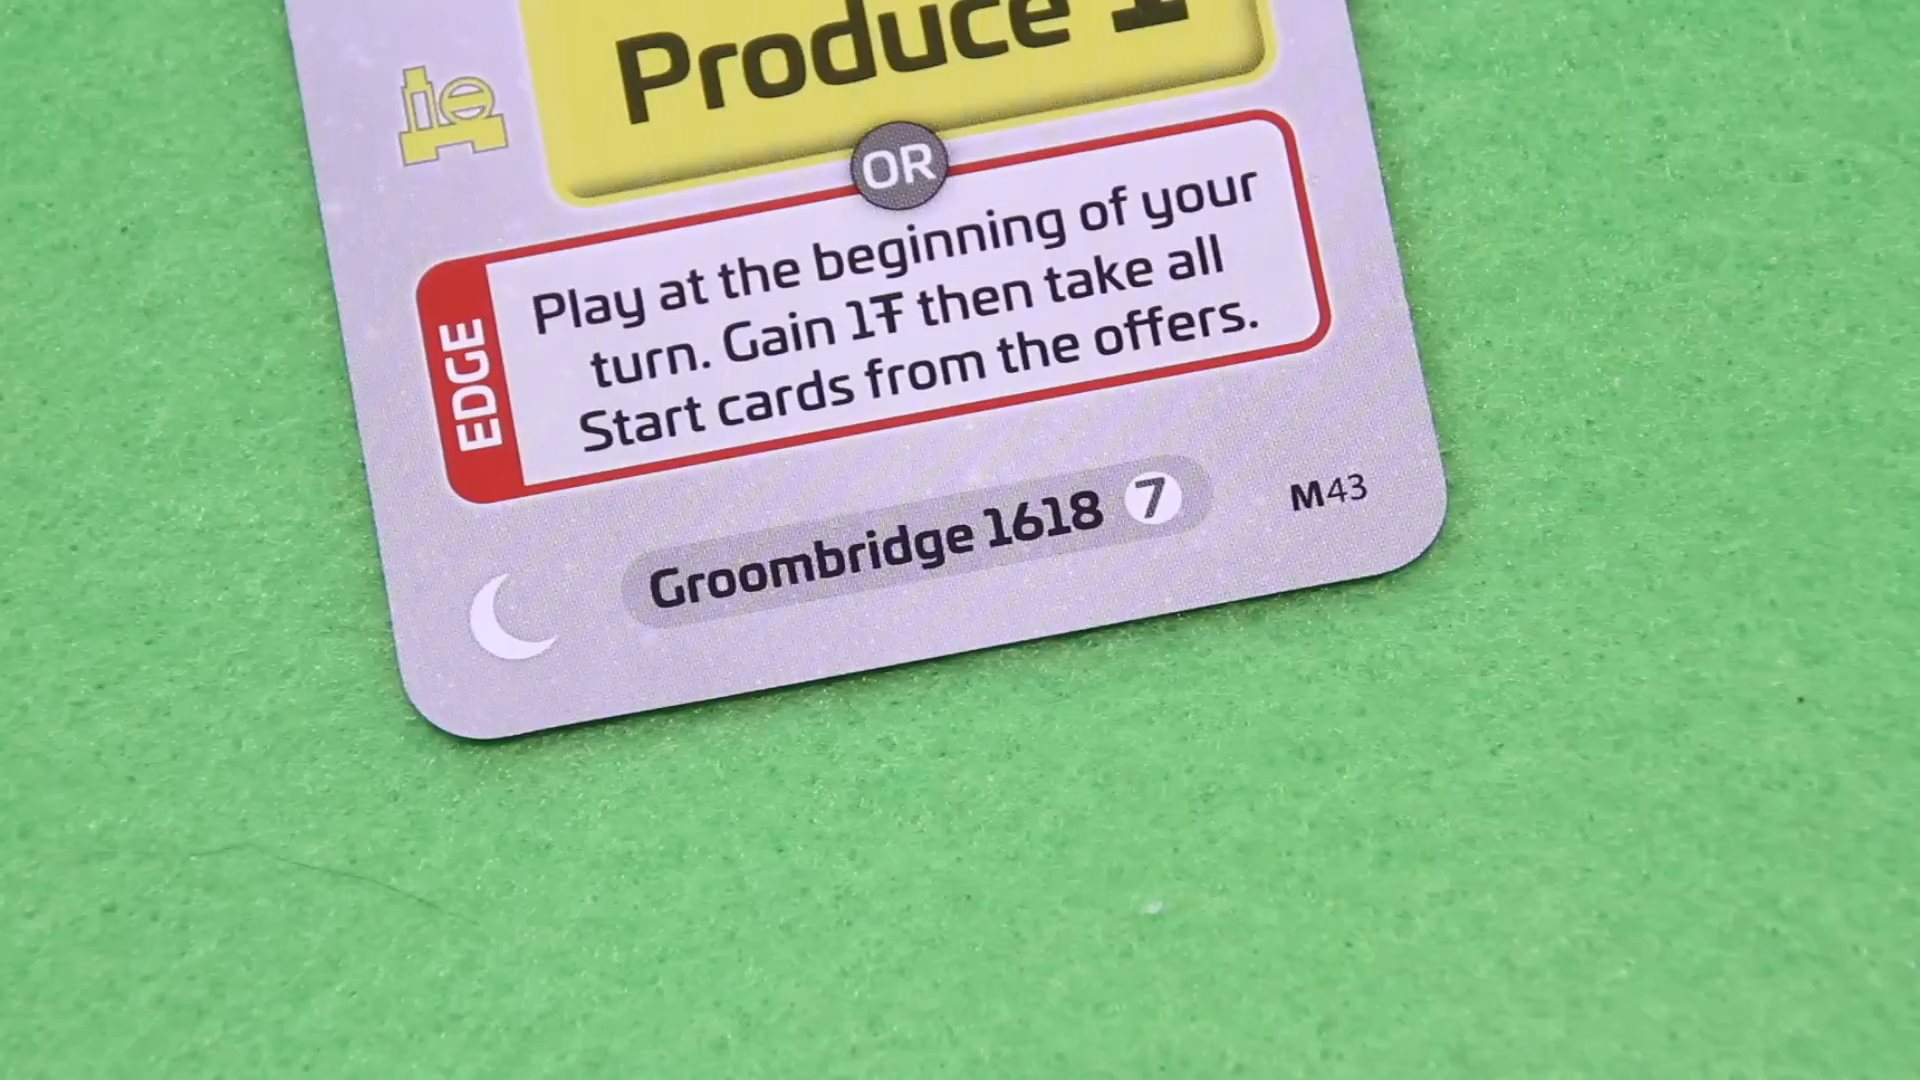 Produce 1
OR
EDGE
Play at the beginning of your
turn. Gain 1Ŧ then take all
Start cards from the offers.
Groombridge 1618 7
M43